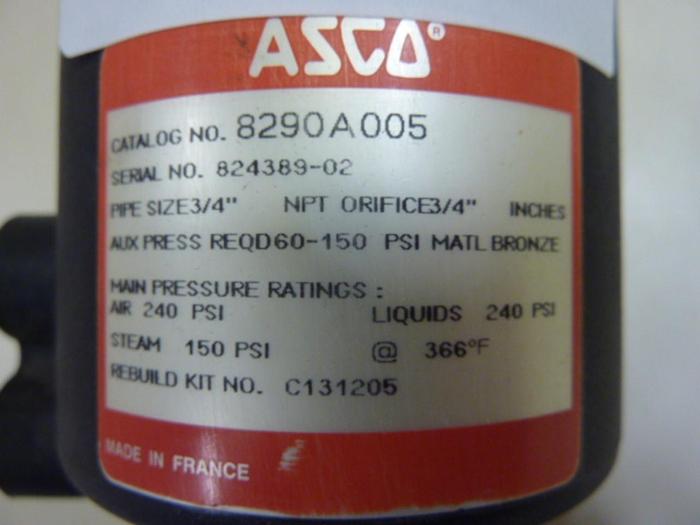 ASCO®
CATALOG NO. 8290A005
SERIAL NO. 824389-02
PIPE SIZE3/4" NPT ORIFICE3/4" INCHES
AUX PRESS REQD60-150 PSI MATL BRONZE
MAIN PRESSURE RATINGS :
AIR 240 PSI LIQUIDS 240 PSI
STEAM 150 PSI @ 366°F
REBUILD KIT NO. C131205
MADE IN FRANCE